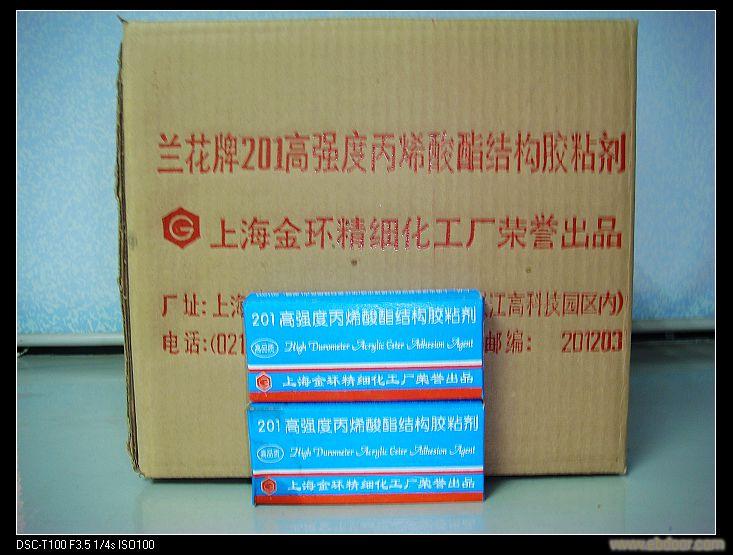 兰花牌201高强度丙烯酸酯结构胶粘剂
G 上海金环精细化工厂荣誉出品
厂址:上海 江高科技园区内)
电话:(021 邮编: 201203
201高强度丙烯酸酯结构胶粘剂
高品质 High Durometer Acrylic Ester Adhesion Agent
上海金环精细化工厂荣誉出品
201高强度丙烯酸酯结构胶粘剂
高品质 High Durometer Acrylic Ester Adhesion Agent
上海金环精细化工厂荣誉出品
DSC-T100 F3.5 1/4s ISO100